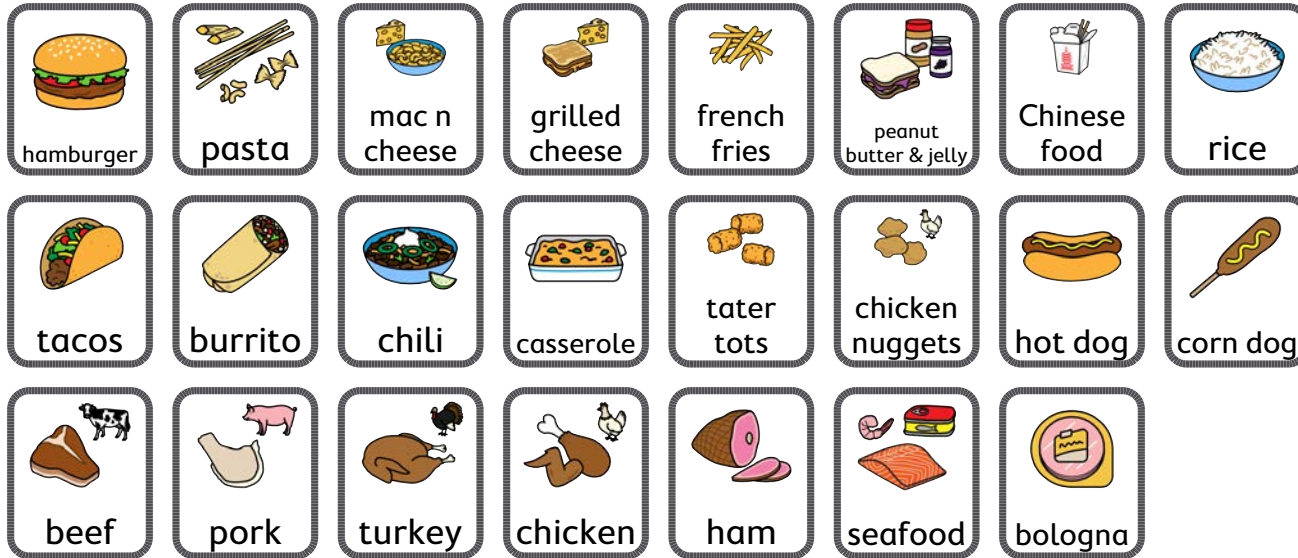 hamburger
pasta
mac n
cheese
grilled
cheese
french
fries
peanut
butter & jelly
Chinese
food
rice
tacos
burrito
chili
casserole
tater
tots
chicken
nuggets
hot dog
corn dog
beef
pork
turkey
chicken
ham
seafood
bologna